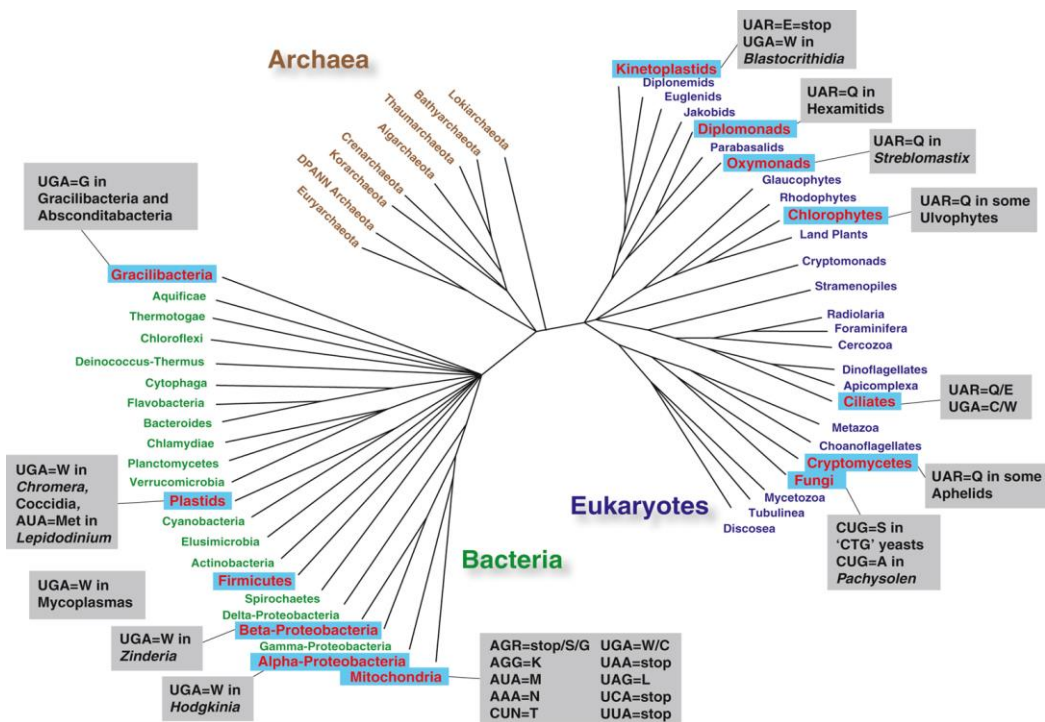 Archaea
Lokiarchaeota
Bathyarchaeota
Thaumarchaeota
Aigarchaeota
Crenarchaeota
Korarchaeota
DPANN Archaeota
Euryarchaeota
UAR=E=stop
UGA=W in
Blastocrithidia
Kinetoplastids
Diplonemids
Euglenids
Jakobids
UAR=Q in
Hexamitids
Diplomonads
Parabasalids
Oxymonads
UAR=Q in
Streblomastix
Glaucophytes
Rhodophytes
Chlorophytes
UAR=Q in some
Ulvophytes
Land Plants
Cryptomonads
Stramenopiles
Radiolaria
Foraminifera
Cercozoa
Dinoflagellates
Apicomplexa
Ciliates
UAR=Q/E
UGA=C/W
Metazoa
Choanoflagellates
Cryptomycetes
UAR=Q in some
Aphelids
Fungi
CUG=S in
‘CTG’ yeasts
CUG=A in
Pachysolen
Mycetozoa
Tubulinea
Discosea
Eukaryotes
UGA=G in
Gracilibacteria and
Absconditabacteria
Gracilibacteria
Aquificae
Thermotogae
Chloroflexi
Deinococcus-Thermus
Cytophaga
Flavobacteria
Bacteroides
Chlamydiae
Planctomycetes
Verrucomicrobia
UGA=W in
Chromera,
Coccidia,
AUA=Met in
Lepidodinium
Plastids
Cyanobacteria
Elusimicrobia
Actinobacteria
Firmicutes
UGA=W in
Mycoplasmas
Spirochaetes
Delta-Proteobacteria
Beta-Proteobacteria
UGA=W in
Zinderia
Gamma-Proteobacteria
Alpha-Proteobacteria
UGA=W in
Hodgkinia
Mitochondria
Bacteria
AGR=stop/S/G UGA=W/C
AGG=K UAA=stop
AUA=M UAG=L
AAA=N UCA=stop
CUN=T UUA=stop